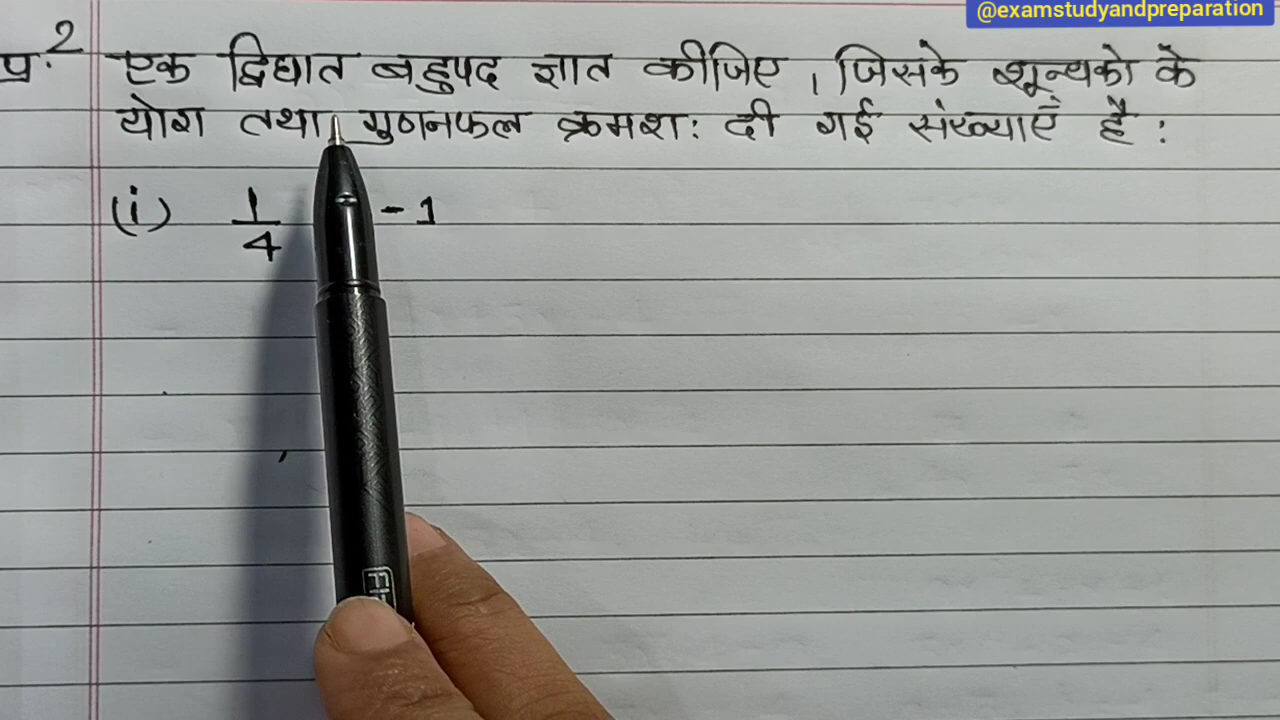 @examstudyandpreparation
प्र.2 एक द्विघात बहुपद ज्ञात कीजिए, जिसके शून्यको के
योग तथा गुणनफल क्रमश: दी गई संख्याएँ है :
(i) 1/4 -1